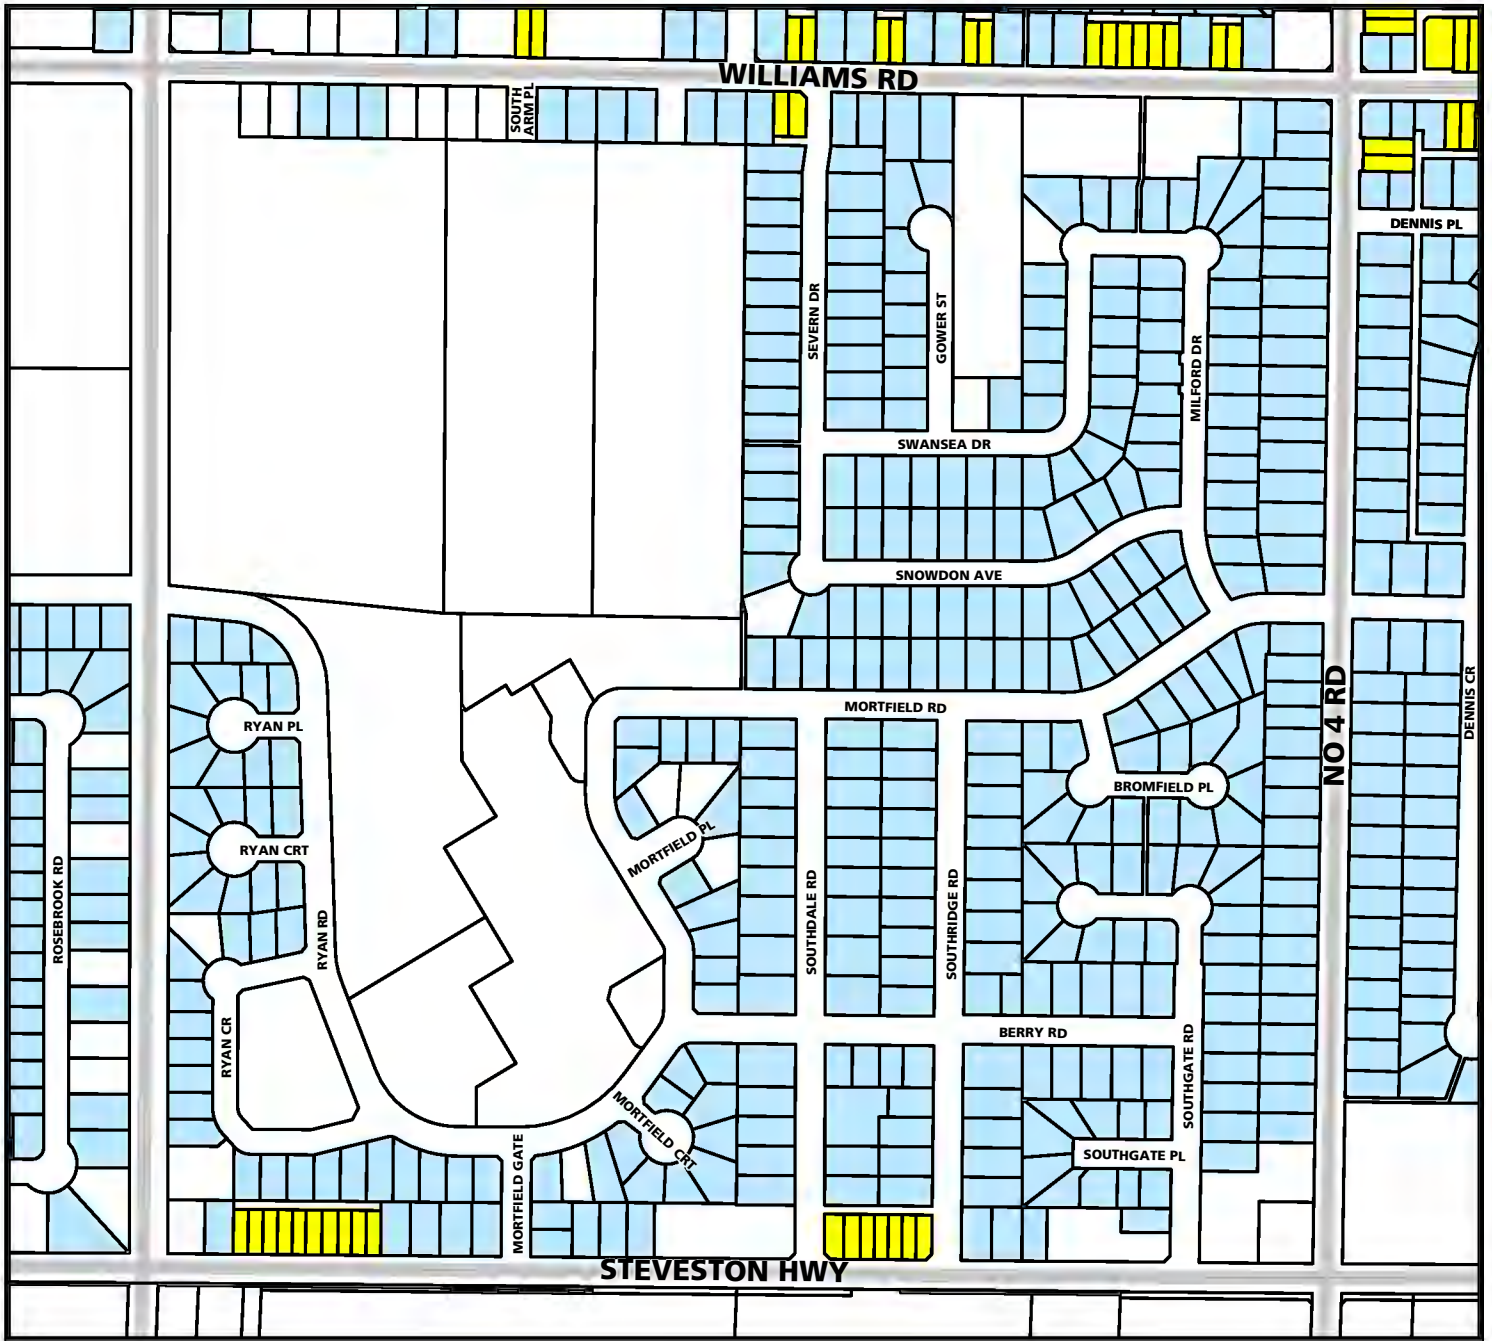 WILLIAMS RD
SOUTH
ARM PL
DENNIS PL
SEVERN DR
GOWER ST
MILFORD DR
SWANSEA DR
SNOWDON AVE
NO 4 RD
DENNIS CR
MORTFIELD RD
RYAN PL
BROMFIELD PL
MORTFIELD PL
RYAN CRT
ROSEBROOK RD
RYAN RD
SOUTHDALE RD
SOUTHRIDGE RD
RYAN CR
BERRY RD
SOUTHGATE RD
MORTFIELD CRT
SOUTHGATE PL
MORTFIELD GATE
STEVESTON HWY